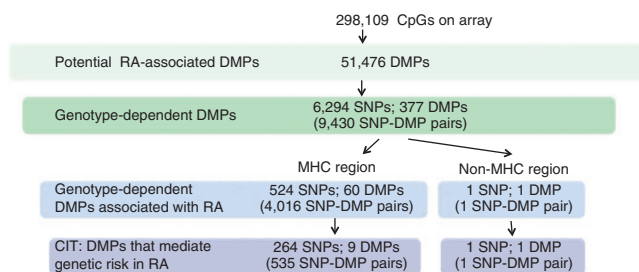 298,109 CpGs on array
Potential RA-associated DMPs
51,476 DMPs
Genotype-dependent DMPs
6,294 SNPs; 377 DMPs
(9,430 SNP-DMP pairs)
MHC region
Non-MHC region
Genotype-dependent
DMPs associated with RA
524 SNPs; 60 DMPs
(4,016 SNP-DMP pairs)
1 SNP; 1 DMP
(1 SNP-DMP pair)
CIT: DMPs that mediate
genetic risk in RA
264 SNPs; 9 DMPs
(535 SNP-DMP pairs)
1 SNP; 1 DMP
(1 SNP-DMP pair)